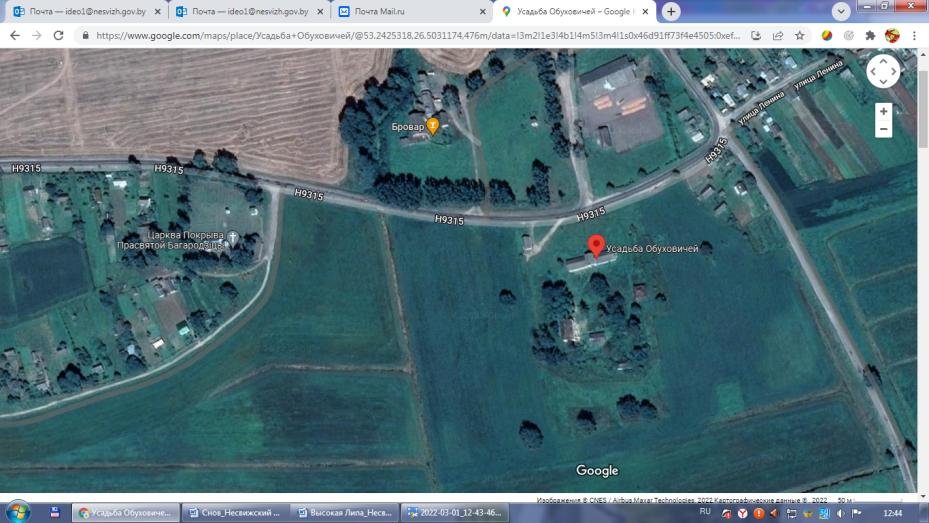 Почта — ideo1@nesvizh.gov.by
Почта — ideo1@nesvizh.gov.by
Почта Mail.ru
Усадьба Обуховичей ~ Google
https://www.google.com/maps/place/Усадьба+Обуховичей/@53.2425318,26.5031174,476m/data=!3m2!1e3!4b1!4m5!3m4!1s0x46d91ff73f4e4505:0xef...
улица Ленина
улица Ленина
Бровар
H9315
H9315
H9315
H9315
H9315
H9315
Царква Покрыва
Прасвятой Багародзіцы
Усадьба Обуховичей
Google
Изображения © CNES / Airbus, Maxar Technologies, 2022 Картографические данные © , 2022 50 м
Усадьба Обуховиче...
Снов_Несвижский ...
Высокая Липа_Несв...
2022-03-01_12-43-46...
RU
12:44